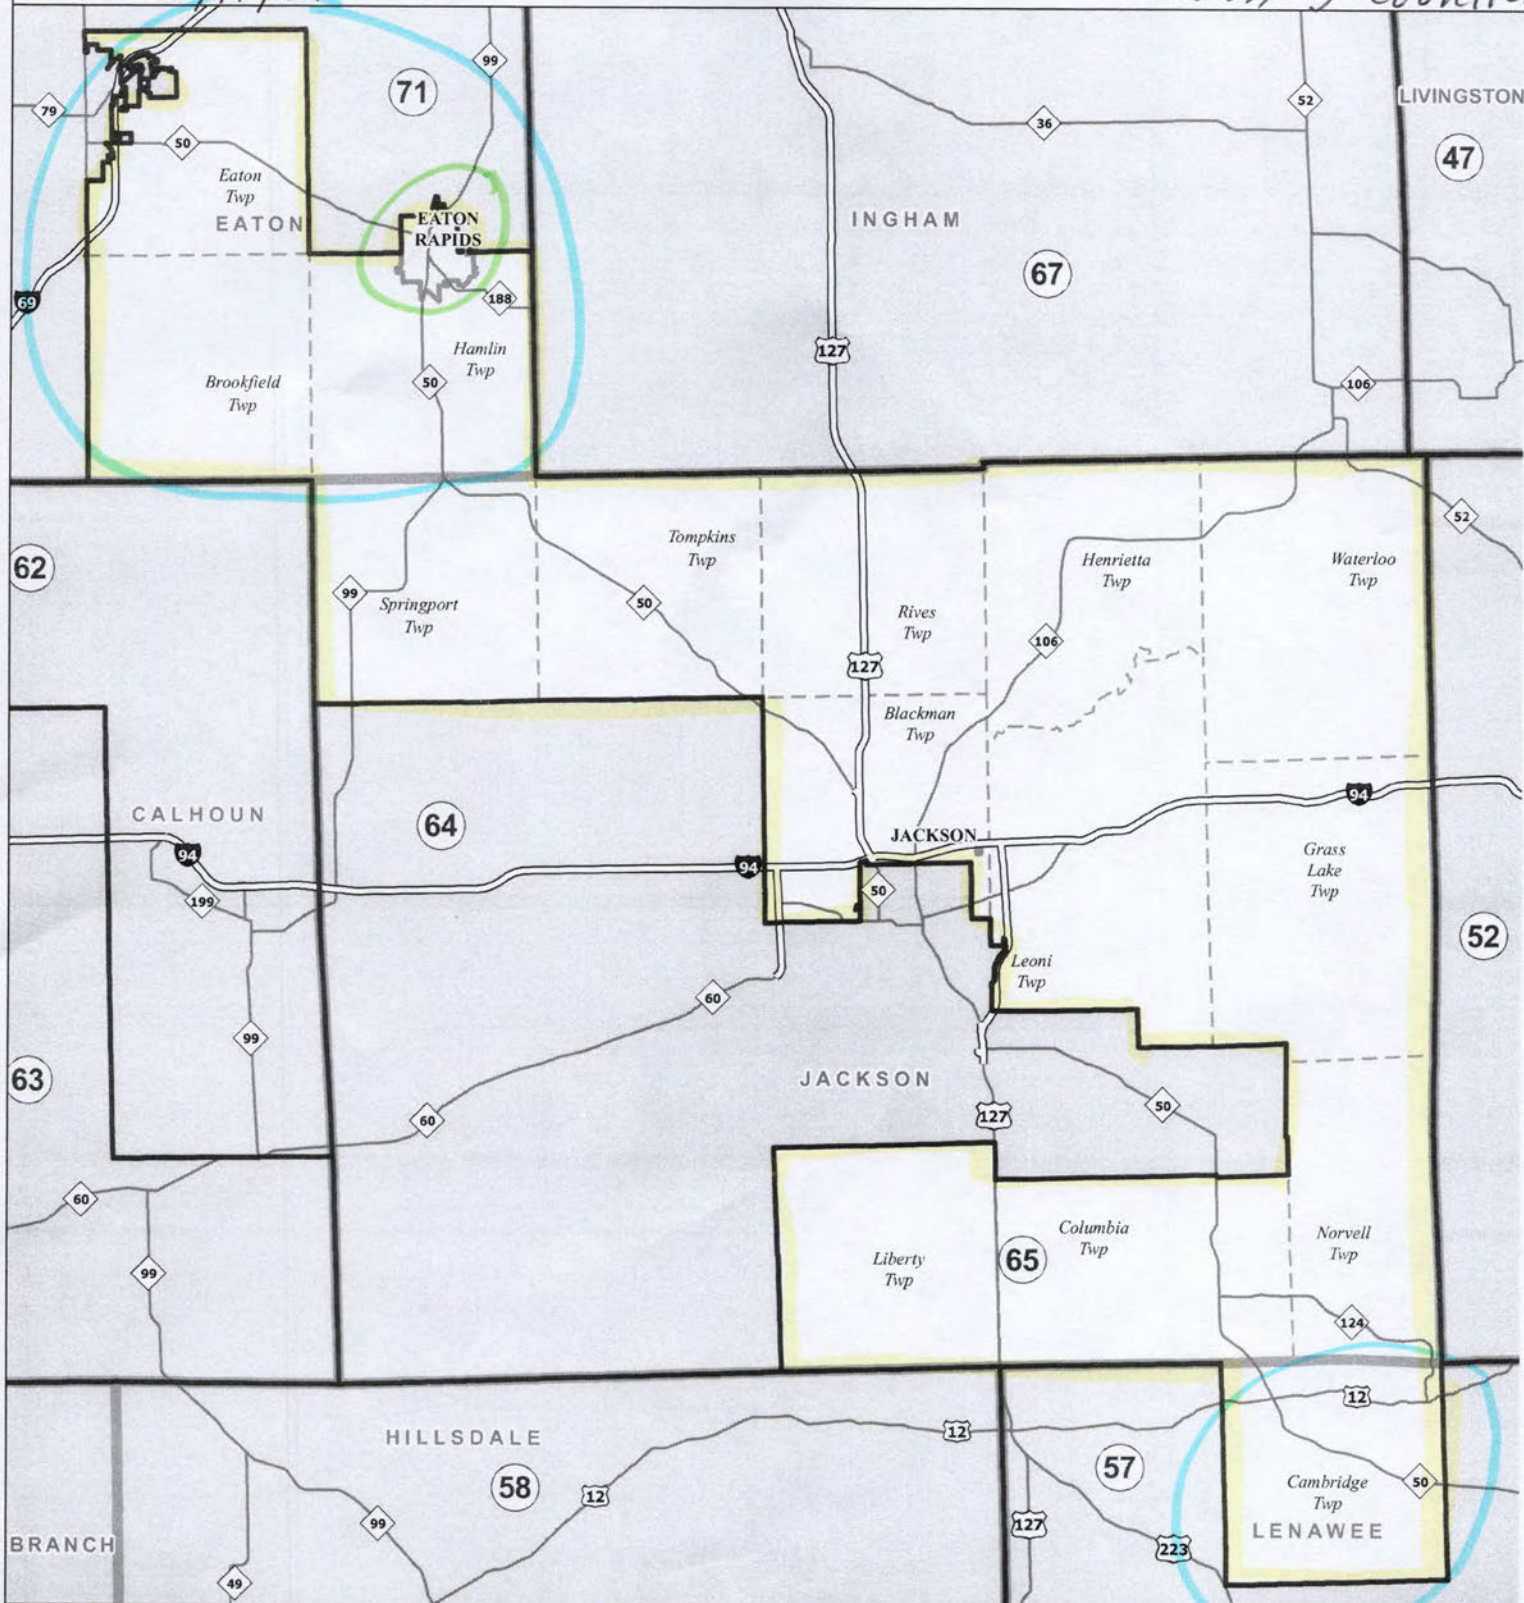 Counties
99
71
LIVINGSTON
79
52
36
47
50
Eaton
Twp
EATON
EATON
RAPIDS
INGHAM
67
69
188
127
Hamlin
Twp
Brookfield
Twp
50
106
62
Tompkins
Twp
Henrietta
Twp
Waterloo
Twp
52
99
Springport
Twp
50
Rives
Twp
106
127
Blackman
Twp
CALHOUN
64
94
94
JACKSON
94
50
199
Grass
Lake
Twp
52
Leoni
Twp
60
99
63
JACKSON
60
127
50
60
Columbia
Twp
Norvell
Twp
99
Liberty
Twp
65
124
12
HILLSDALE
12
57
58
12
Cambridge
Twp
50
99
127
LENAWEE
BRANCH
223
49